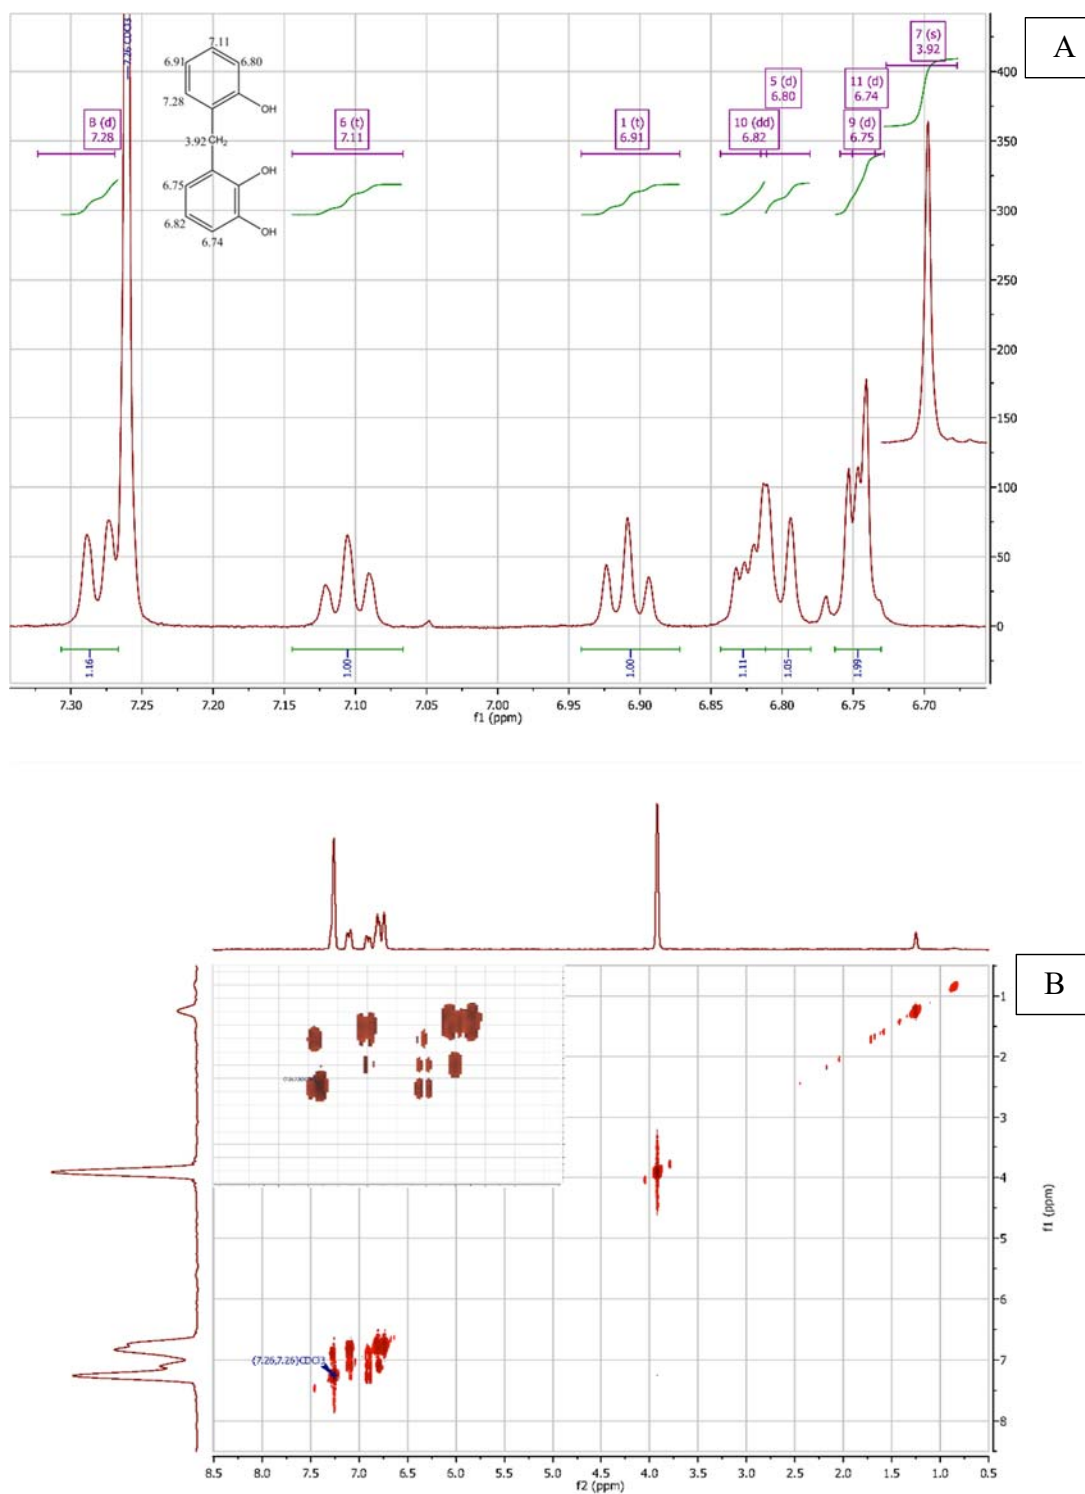 A
7.26 CDCl3
7 (s)
3.92
5 (d)
6.80
11 (d)
6.74
8 (d)
7.28
6 (t)
7.11
1 (t)
6.91
10 (dd)
6.82
9 (d)
6.75
7.11
6.91
6.80
7.28
OH
3.92 CH2
OH
6.75
6.82
OH
6.74
400
350
300
250
200
150
100
50
0
1.16
1.00
1.00
1.11
1.05
1.99
7.30 7.25 7.20 7.15 7.10 7.05 7.00 6.95 6.90 6.85 6.80 6.75 6.70
f1 (ppm)
B
1
2
3
4
5
6
7
8
f1 (ppm)
(7.26,7.26)CDCl3
8.5 8.0 7.5 7.0 6.5 6.0 5.5 5.0 4.5 4.0 3.5 3.0 2.5 2.0 1.5 1.0 0.5
f2 (ppm)